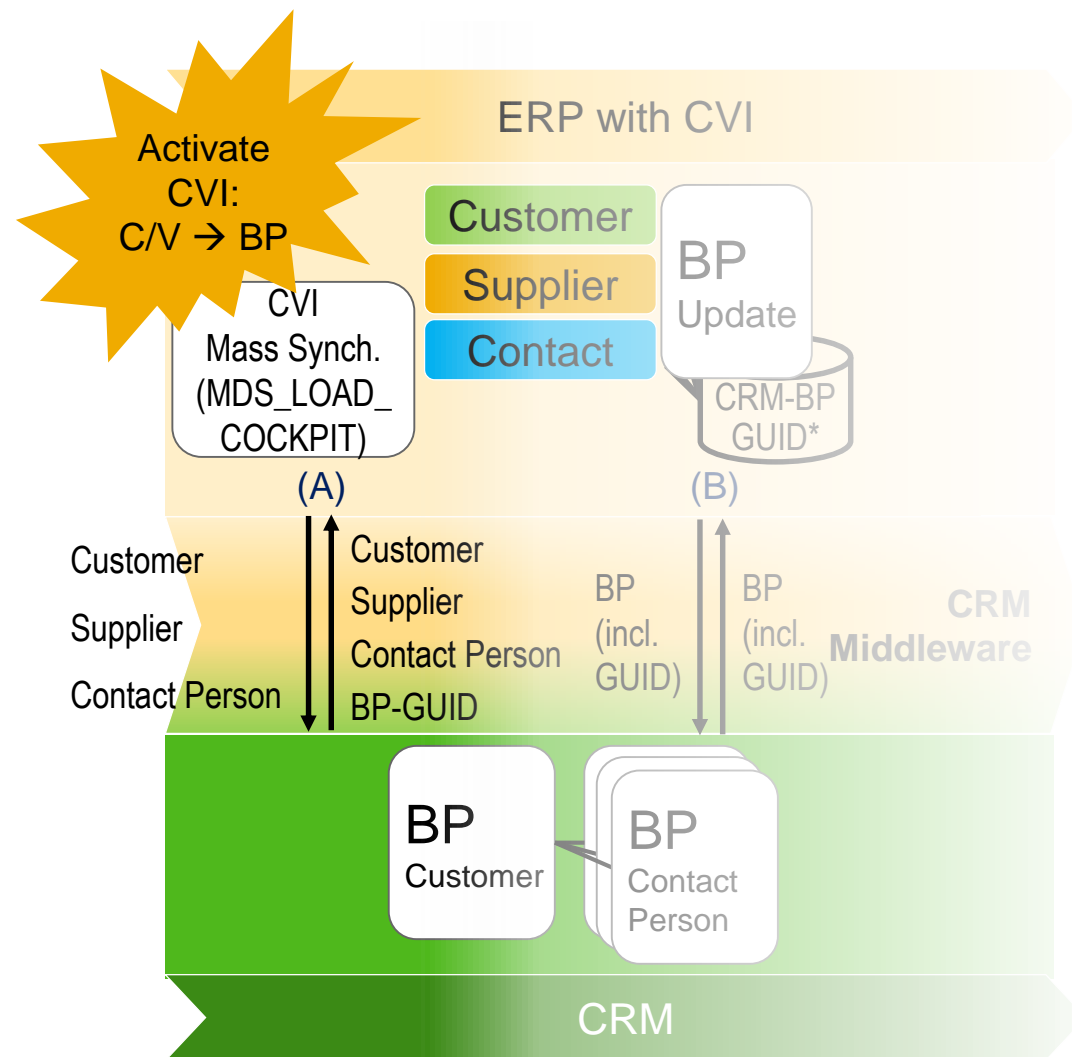 ERP with CVI
Activate
CVI:
C/V → BP
CVI
Mass Synch.
(MDS_LOAD_
COCKPIT)
Customer
Supplier
Contact
BP
Update
CRM-BP
GUID*
(A)
(B)
Customer
Supplier
Contact Person
Customer
Supplier
Contact Person
BP-GUID
BP
(incl.
GUID)
BP
(incl.
GUID)
CRM
Middleware
BP
Customer
BP
Contact
Person
CRM